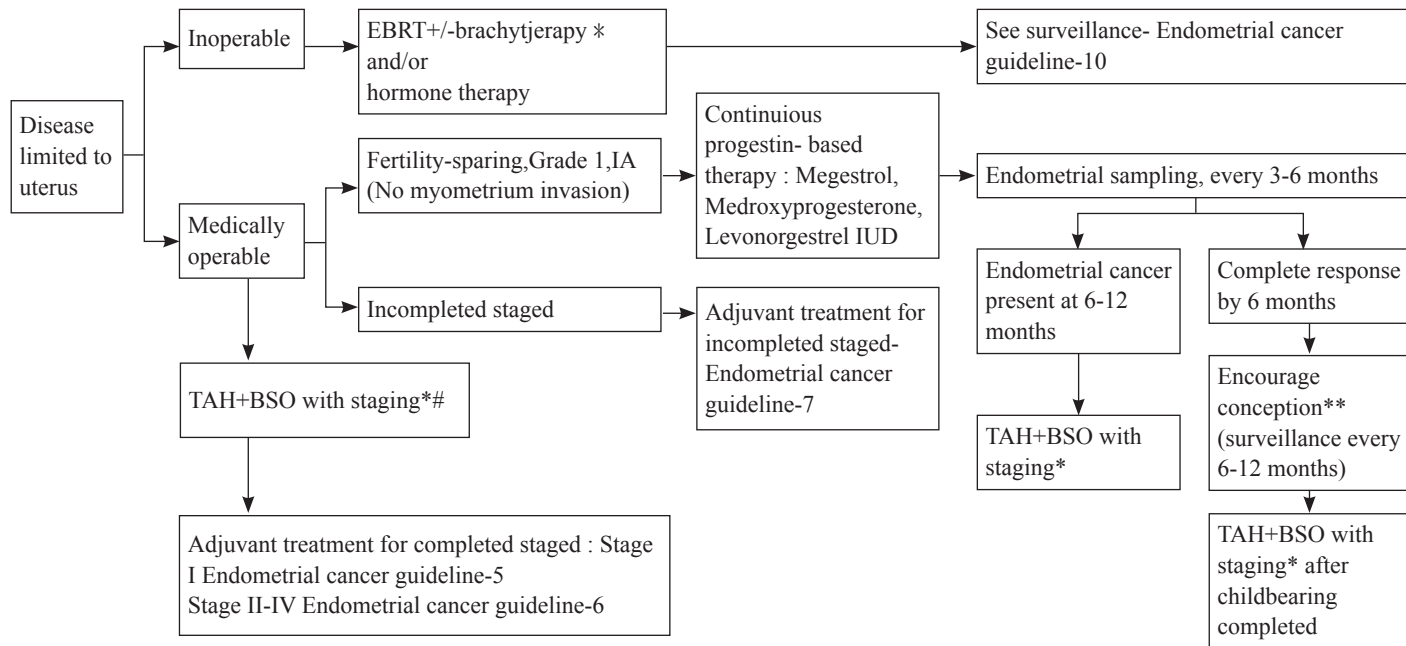 Disease
limited to
uterus
Inoperable
EBRT+/-brachytjerapy *
and/or
hormone therapy
See surveillance- Endometrial cancer
guideline-10
Medically
operable
Fertility-sparing,Grade 1,IA
(No myometrium invasion)
Continuious
progestin- based
therapy : Megestrol,
Medroxyprogesterone,
Levonorgestrel IUD
Endometrial sampling, every 3-6 months
Endometrial cancer
present at 6-12
months
TAH+BSO with
staging*
Complete response
by 6 months
Encourage
conception**
(surveillance every
6-12 months)
TAH+BSO with
staging* after
childbearing
completed
Incompleted staged
Adjuvant treatment for
incompleted staged-
Endometrial cancer
guideline-7
TAH+BSO with staging*#
Adjuvant treatment for completed staged : Stage
I Endometrial cancer guideline-5
Stage II-IV Endometrial cancer guideline-6